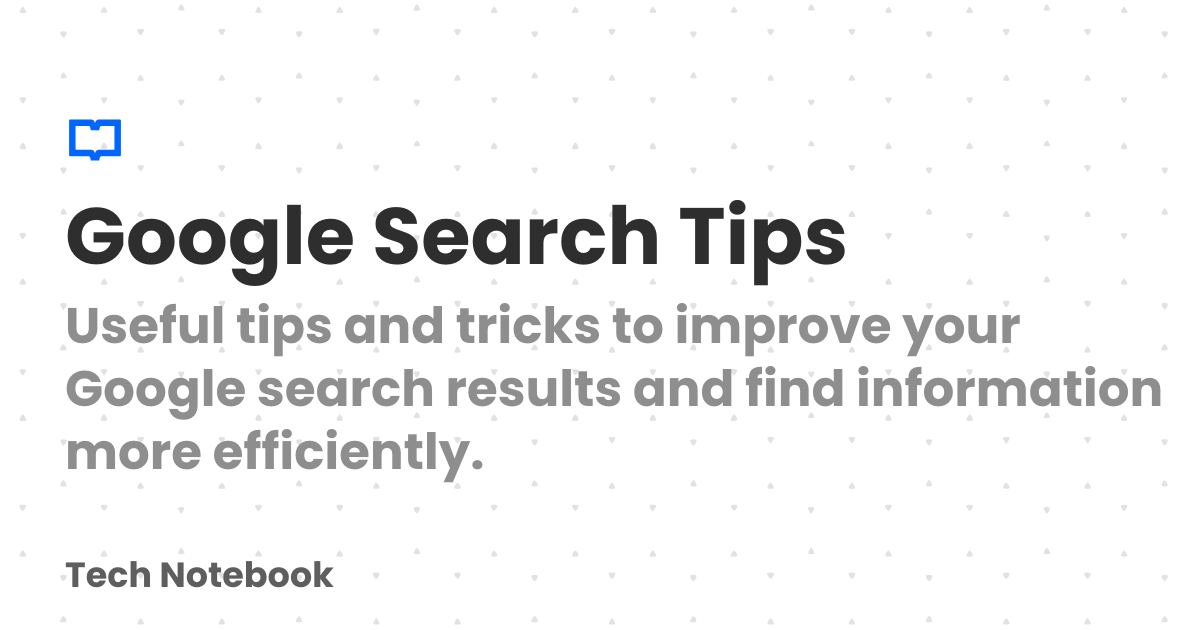 Google Search Tips
Useful tips and tricks to improve your
Google search results and find information
more efficiently.
Tech Notebook